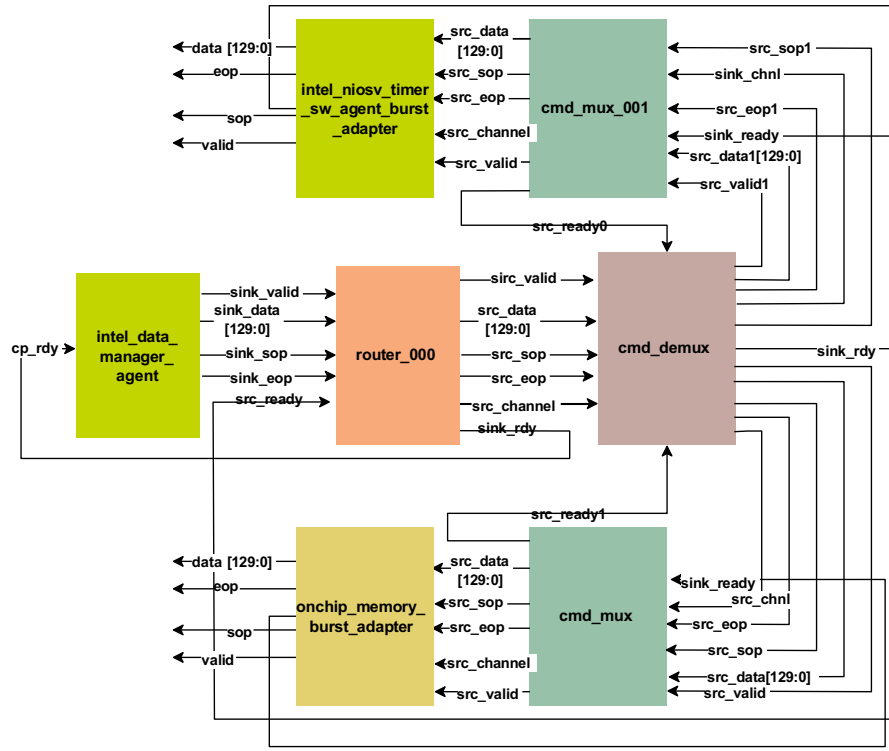 data [129:0]
eop
sop
valid
intel_niosv_timer
_sw_agent_burst
_adapter
src_data
[129:0]
src_sop
src_eop
src_channel
src_valid
cmd_mux_001
src_sop1
sink_chnl
src_eop1
sink_ready
src_data1[129:0]
src_valid1
src_ready0
cp_rdy
intel_data_
manager_
agent
sink_valid
sink_data
[129:0]
sink_sop
sink_eop
src_ready
router_000
sirc_valid
src_data
[129:0]
src_sop
src_eop
src_channel
sink_rdy
cmd_demux
sink_rdy
src_ready1
data [129:0]
eop
sop
valid
onchip_memory_
burst_adapter
src_data
[129:0]
src_sop
src_eop
src_channel
src_valid
cmd_mux
sink_ready
src_chnl
src_eop
src_sop
src_data[129:0]
src_valid